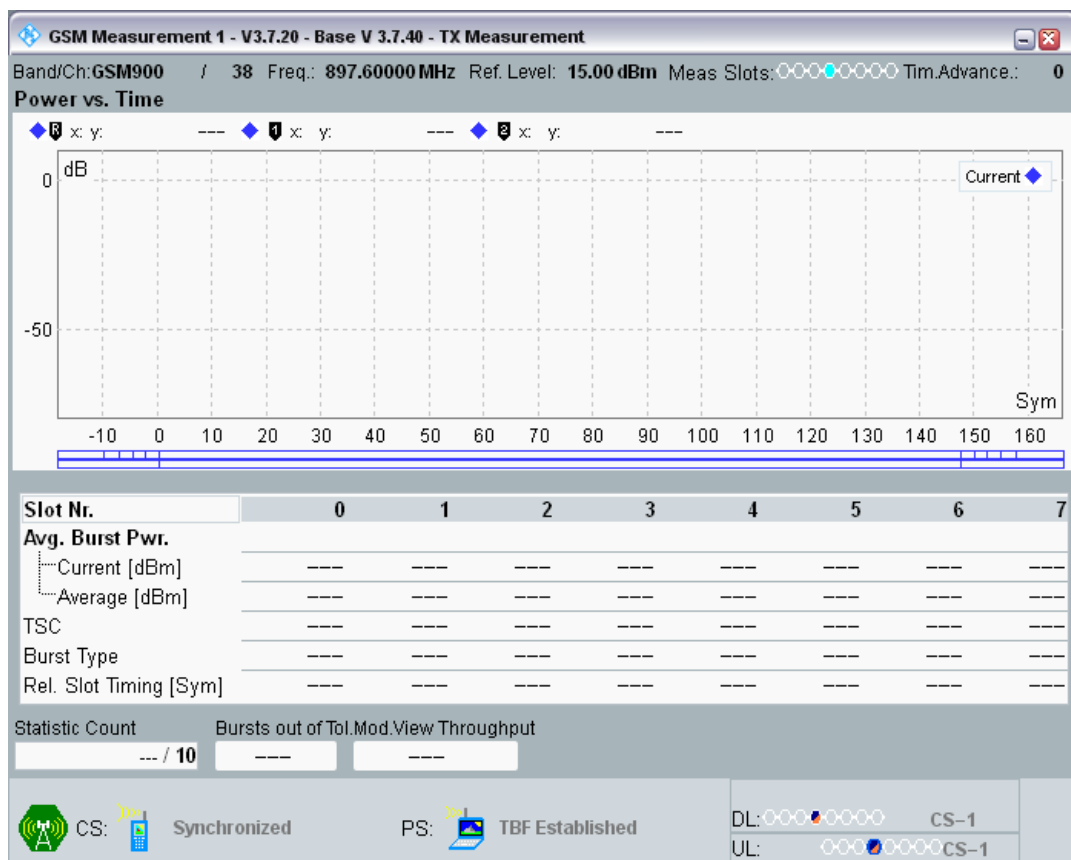 GSM Measurement 1 - V3.7.20 - Base V 3.7.40 - TX Measurement
Band/Ch:GSM900 / 38 Freq.: 897.60000 MHz Ref. Level: 15.00 dBm Meas Slots: Tim.Advance.: 0
Power vs. Time
R x: y: --- 1 x: y: --- 2 x: y: ---
dB
Current
0
-50
Sym
-10 0 10 20 30 40 50 60 70 80 90 100 110 120 130 140 150 160
Slot Nr. 0 1 2 3 4 5 6 7
Avg. Burst Pwr.
Current [dBm] --- --- --- --- --- --- --- ---
Average [dBm] --- --- --- --- --- --- --- ---
TSC --- --- --- --- --- --- --- ---
Burst Type --- --- --- --- --- --- --- ---
Rel. Slot Timing [Sym] --- --- --- --- --- --- --- ---
Statistic Count Bursts out of Tol.Mod.View Throughput
--- / 10 --- ---
CS: Synchronized PS: TBF Established
DL: CS-1
UL: CS-1